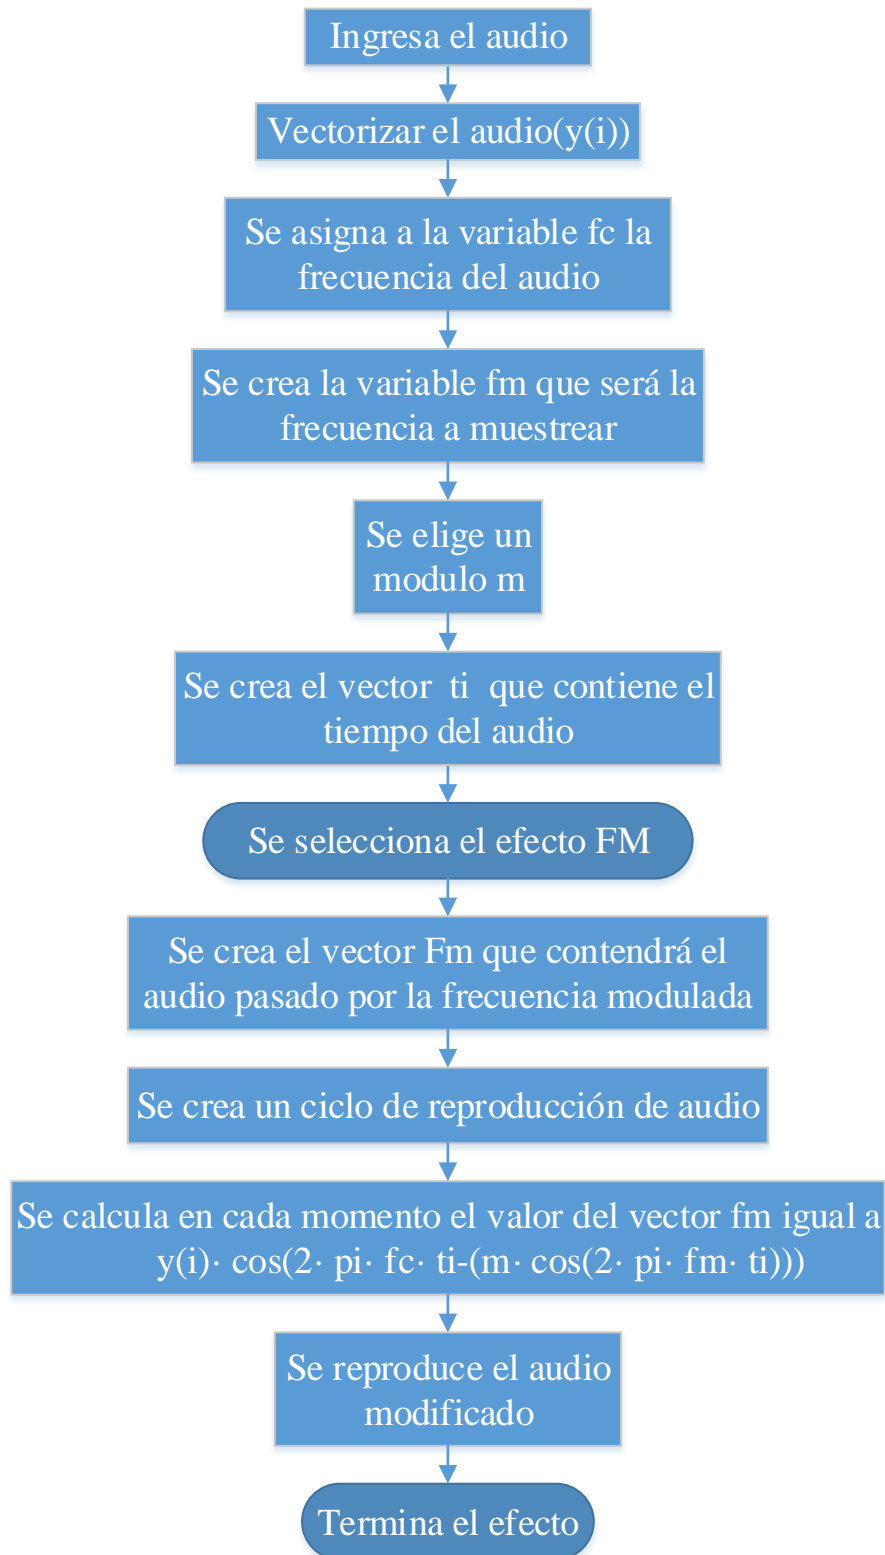 Ingresa el audio
Vectorizar el audio(y(i))
Se asigna a la variable fc la
frecuencia del audio
Se crea la variable fm que será la
frecuencia a muestrear
Se elige un
modulo m
Se crea el vector  ti  que contiene el
tiempo del audio
Se selecciona el efecto FM
Se crea el vector Fm que contendrá el
audio pasado por la frecuencia modulada
Se crea un ciclo de reproducción de audio
Se calcula en cada momento el valor del vector fm igual a
y(i)· cos(2· pi· fc· ti-(m· cos(2· pi· fm· ti)))
Se reproduce el audio
modificado
Termina el efecto